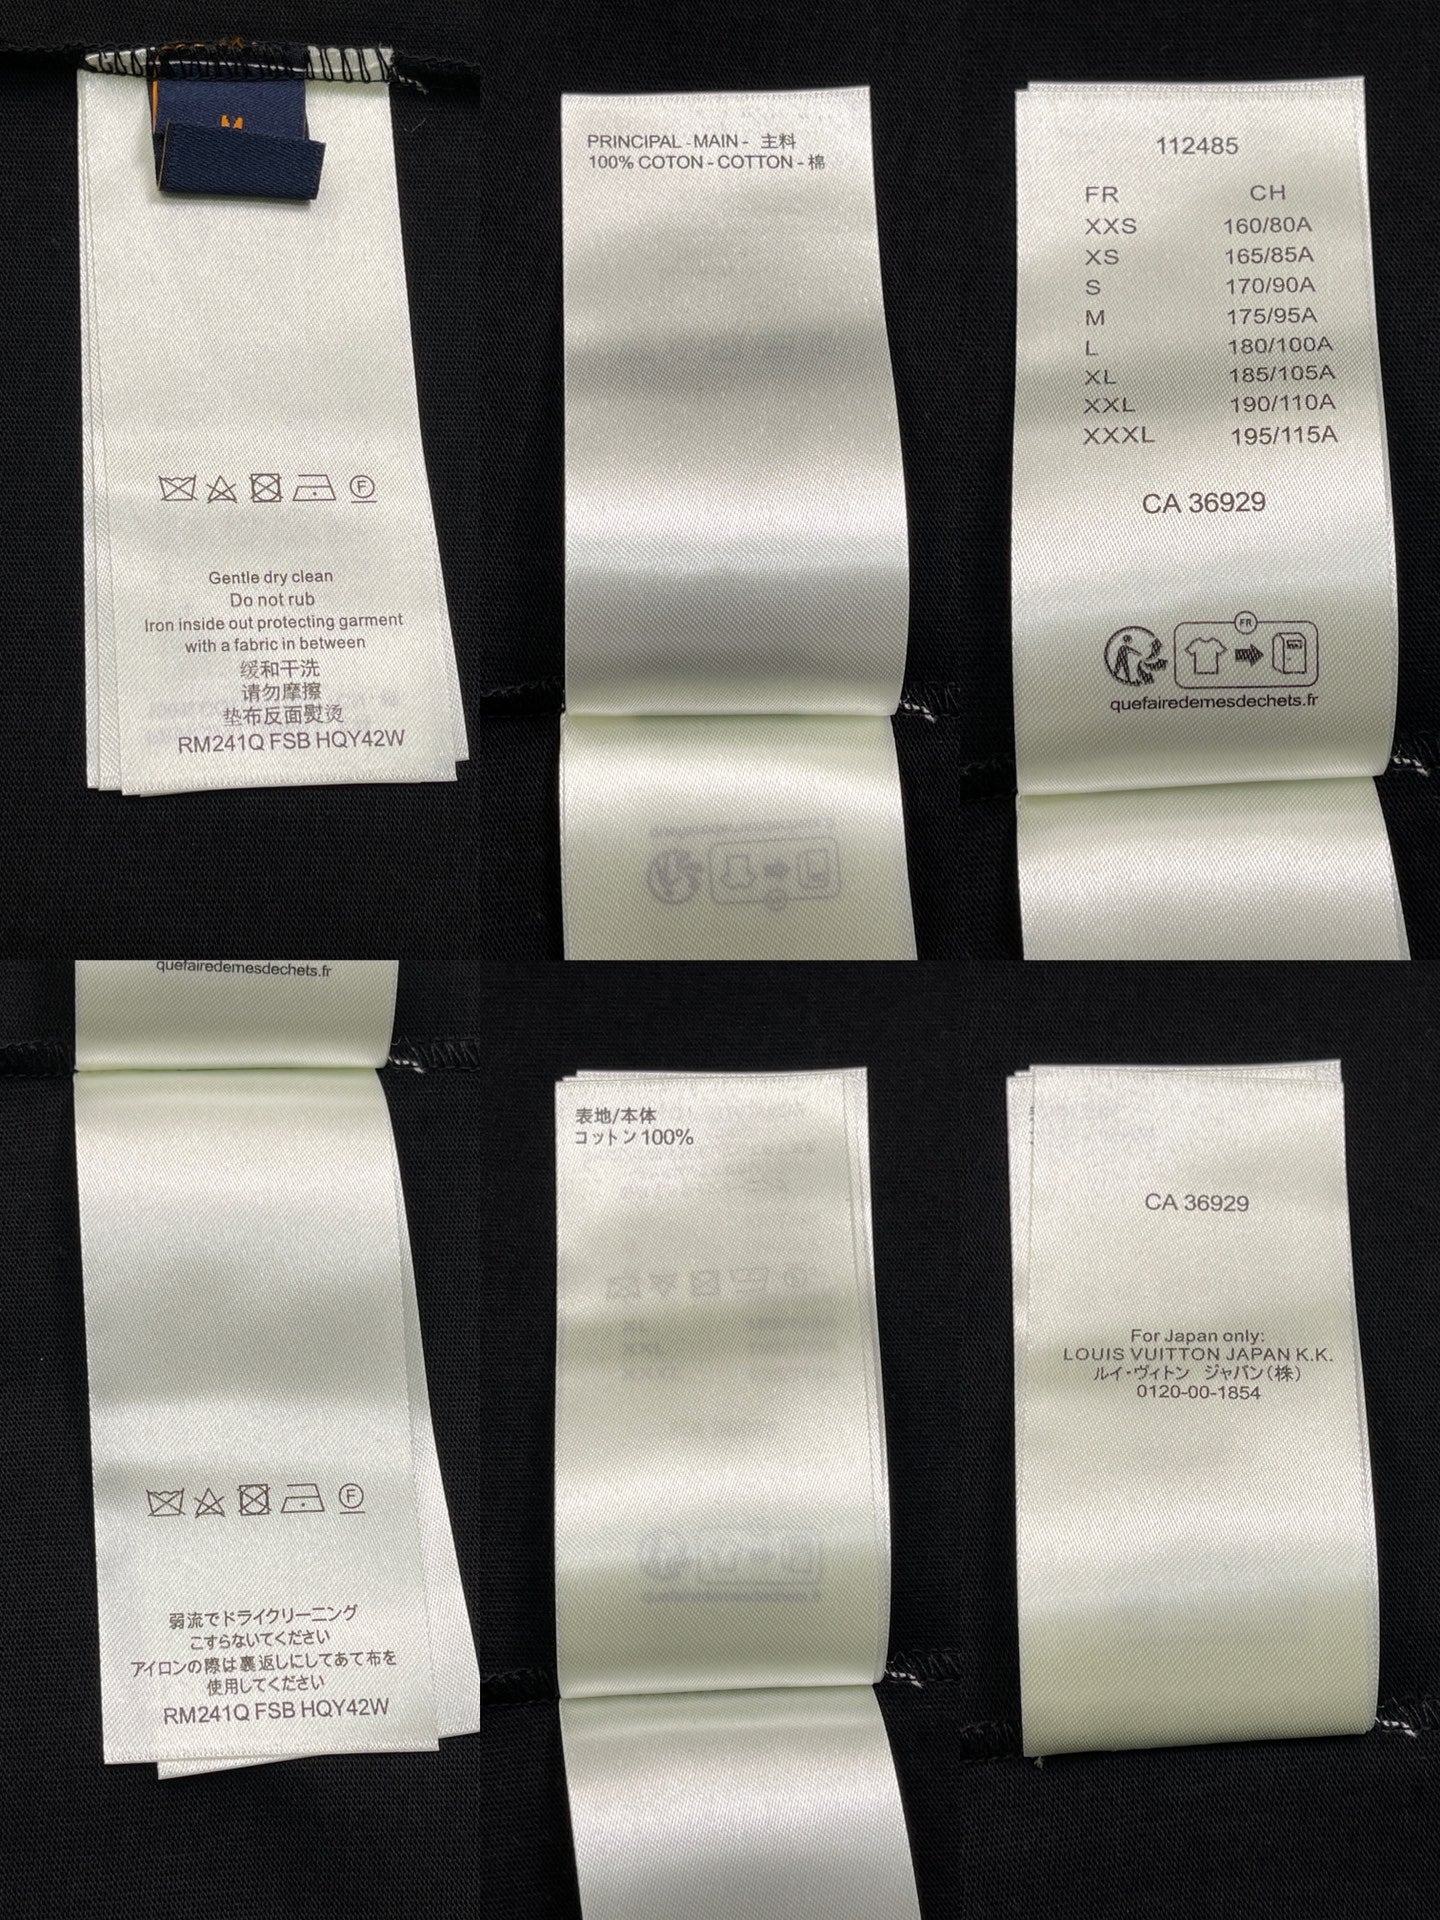 M
F
Gentle dry clean
Do not rub
Iron inside out protecting garment
with a fabric in between
缓和干洗
请勿摩擦
垫布反面熨烫
RM241Q FSB HQY42W
PRINCIPAL - MAIN - 主料
100% COTON - COTTON - 棉
112485
FR CH
XXS 160/80A
XS 165/85A
S 170/90A
M 175/95A
L 180/100A
XL 185/105A
XXL 190/110A
XXXL 195/115A
CA 36929
FR
quefairedemesdechets.fr
quefairedemesdechets.fr
F
弱流でドライクリーニング
こすらないてください
アイロンの際は裏返しにしてあて布を
使用してください
RM241Q FSB HQY42W
表地/本体
コットン100%
CA 36929
For Japan only:
LOUIS VUITTON JAPAN K.K.
ルイ・ヴィトン ジャパン(株)
0120-00-1854